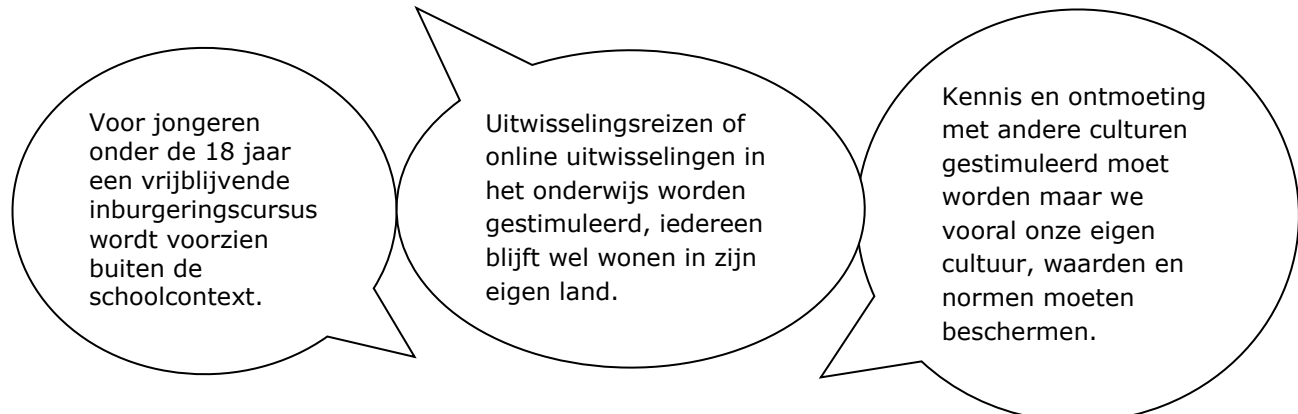 Voor jongeren
onder de 18 jaar
een vrijblijvende
inburgeringscursus
wordt voorzien
buiten de
schoolcontext.
Uitwisselingsreizen of
online uitwisselingen in
het onderwijs worden
gestimuleerd, iedereen
blijft wel wonen in zijn
eigen land.
Kennis en ontmoeting
met andere culturen
gestimuleerd moet
worden maar we
vooral onze eigen
cultuur, waarden en
normen moeten
beschermen.